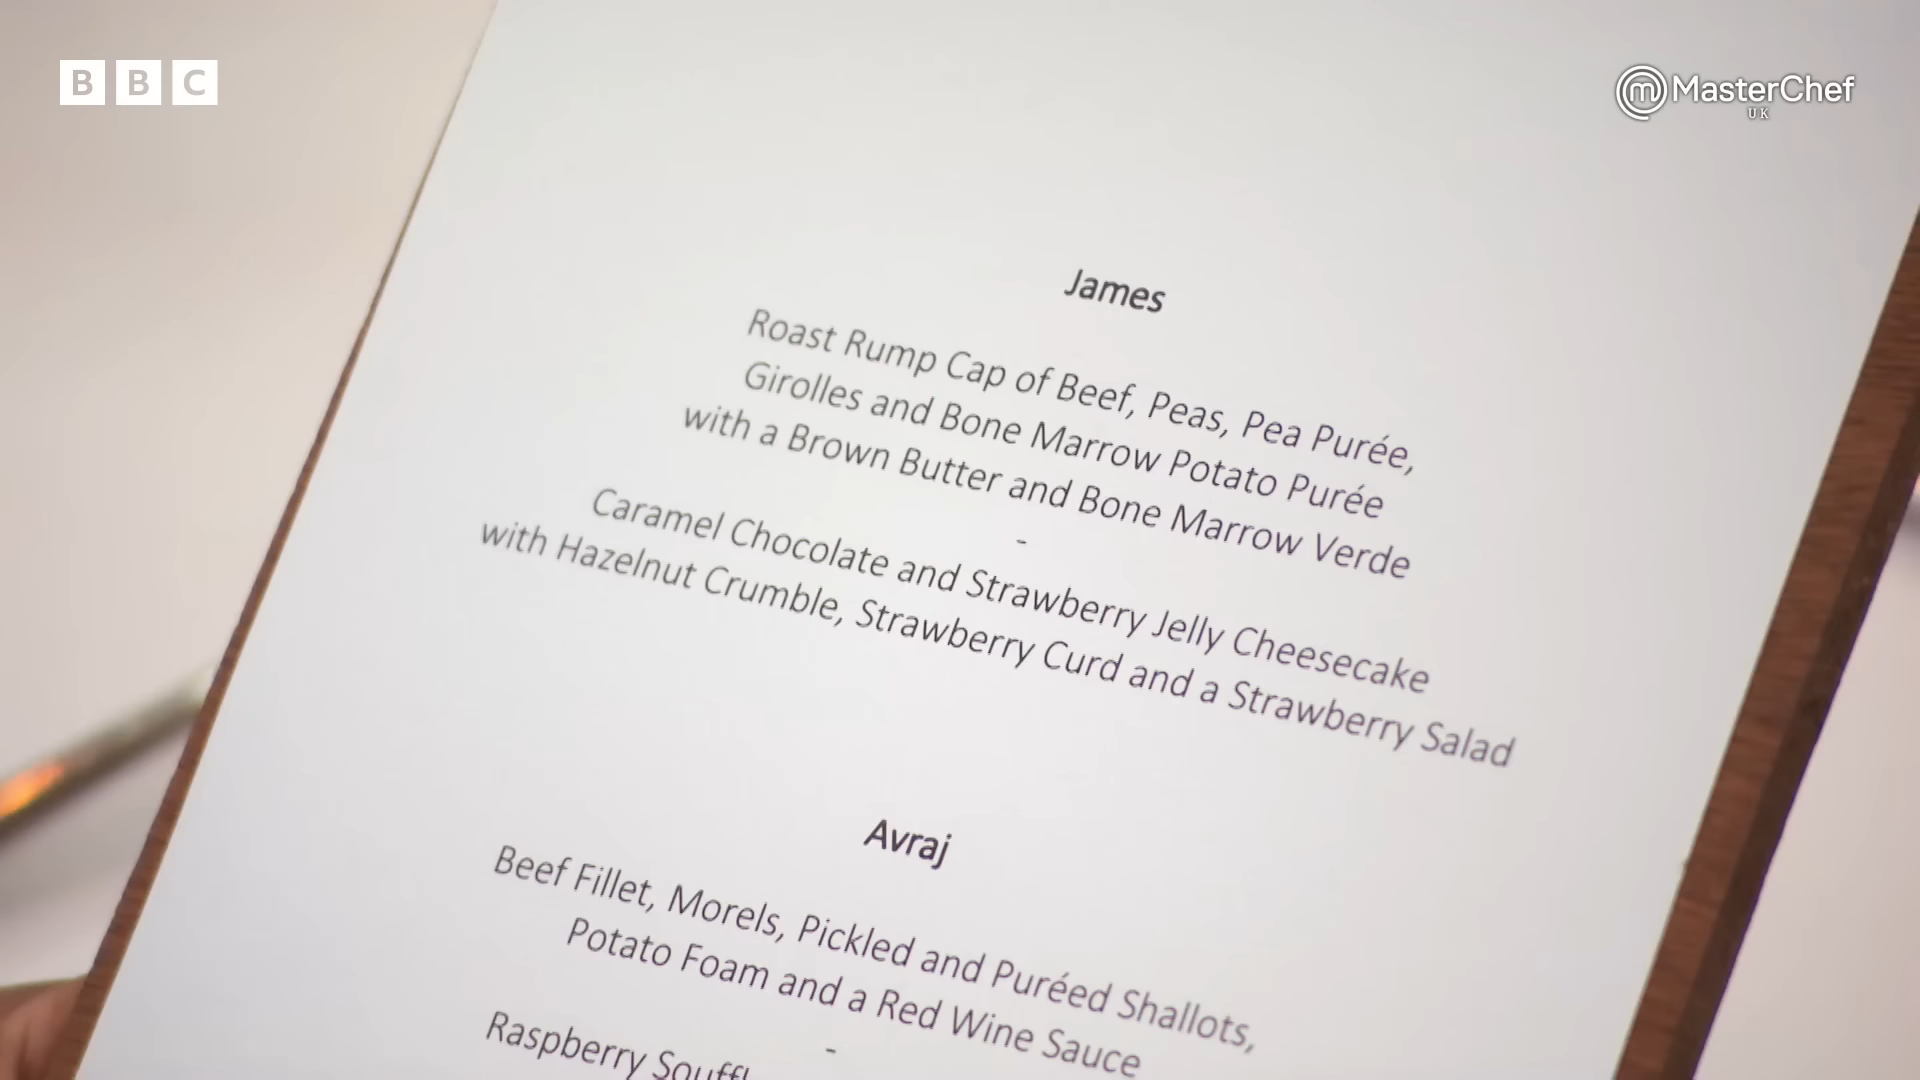 BBC
MasterChef
UK
James
Roast Rump Cap of Beef, Peas, Pea Purée,
Girolles and Bone Marrow Potato Purée
with a Brown Butter and Bone Marrow Verde
-
Caramel Chocolate and Strawberry Jelly Cheesecake
with Hazelnut Crumble, Strawberry Curd and a Strawberry Salad
Avraj
Beef Fillet, Morels, Pickled and Puréed Shallots,
Potato Foam and a Red Wine Sauce
-
Raspberry